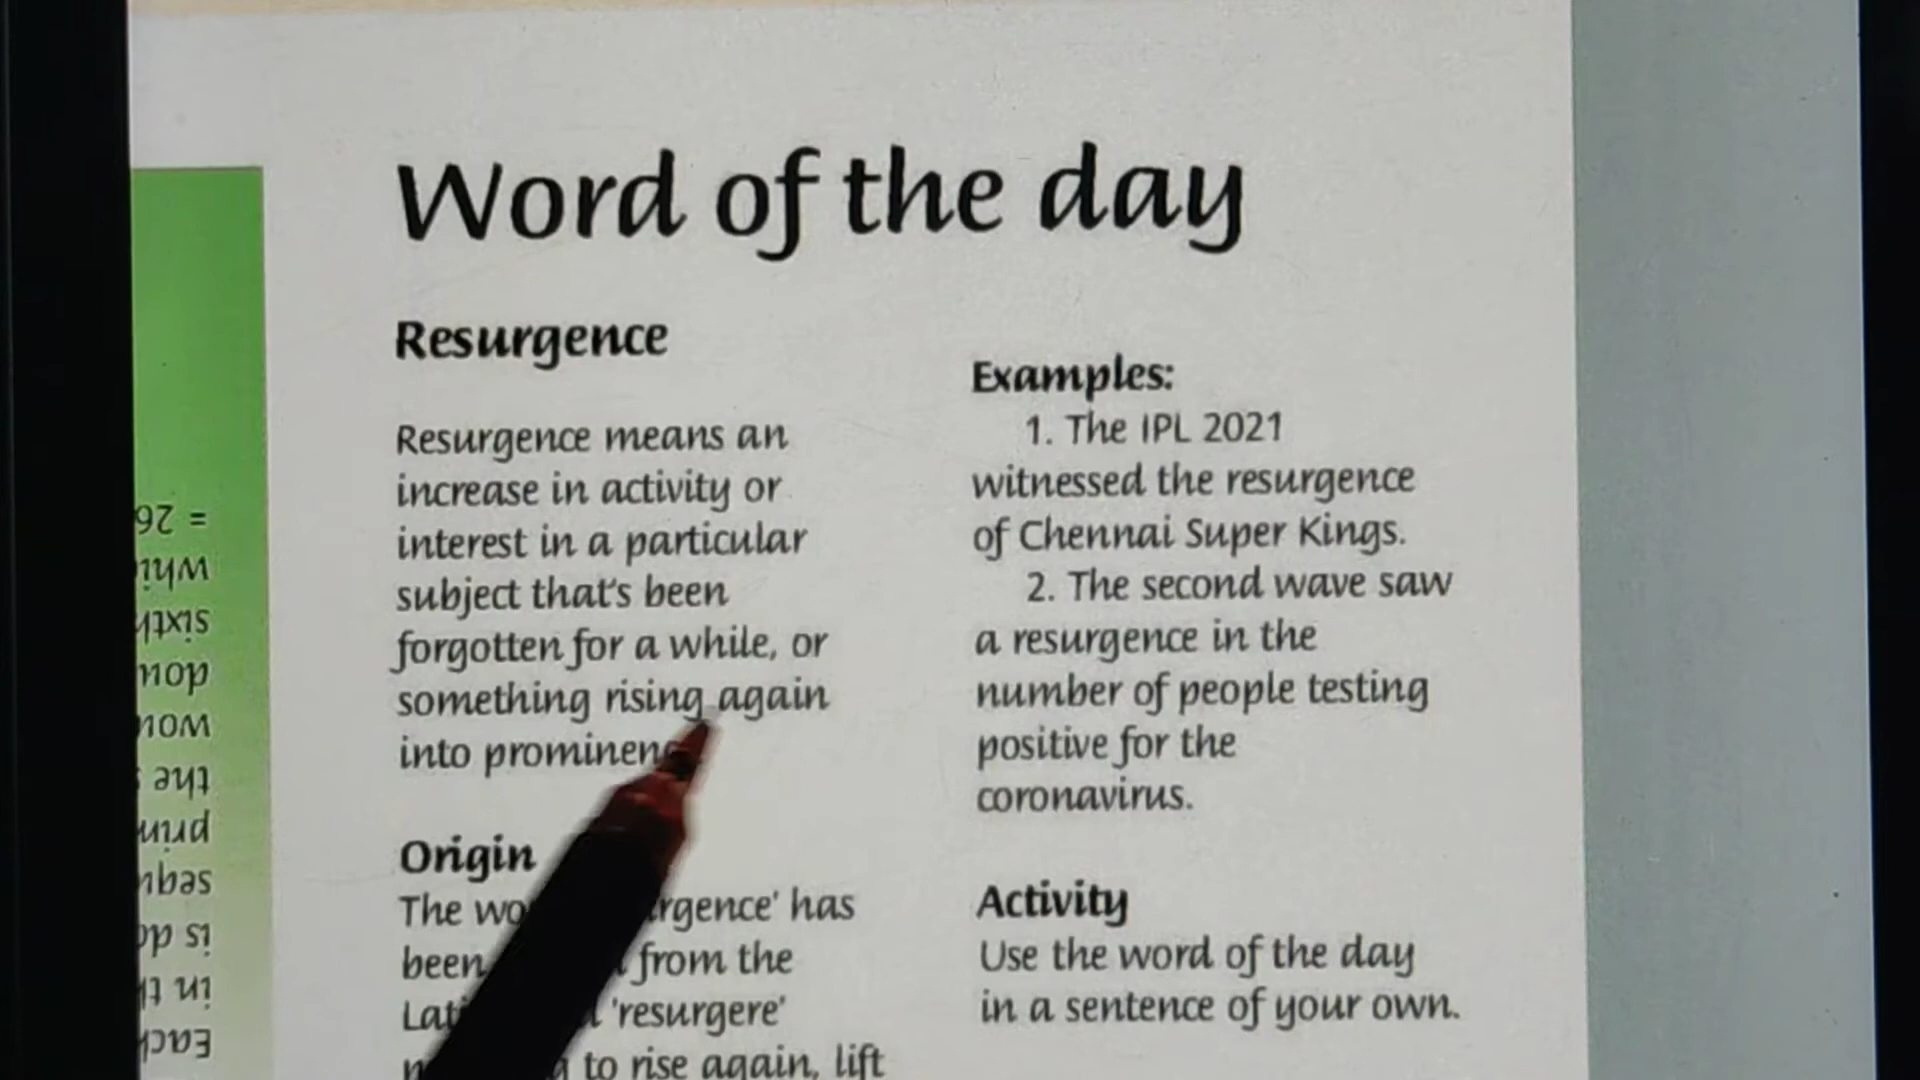 Word of the day
Resurgence
Resurgence means an
increase in activity or
interest in a particular
subject that's been
forgotten for a while, or
something rising again
into
Origin
The has
been from the
'resurgere'
to rise again, lift
Examples:
1. The IPL 2021
witnessed the resurgence
of Chennai Super Kings.
2. The second wave saw
a resurgence in the
number of people testing
positive for the
coronavirus.
Activity
Use the word of the day
in a sentence of your own.
= 26
the
is
in